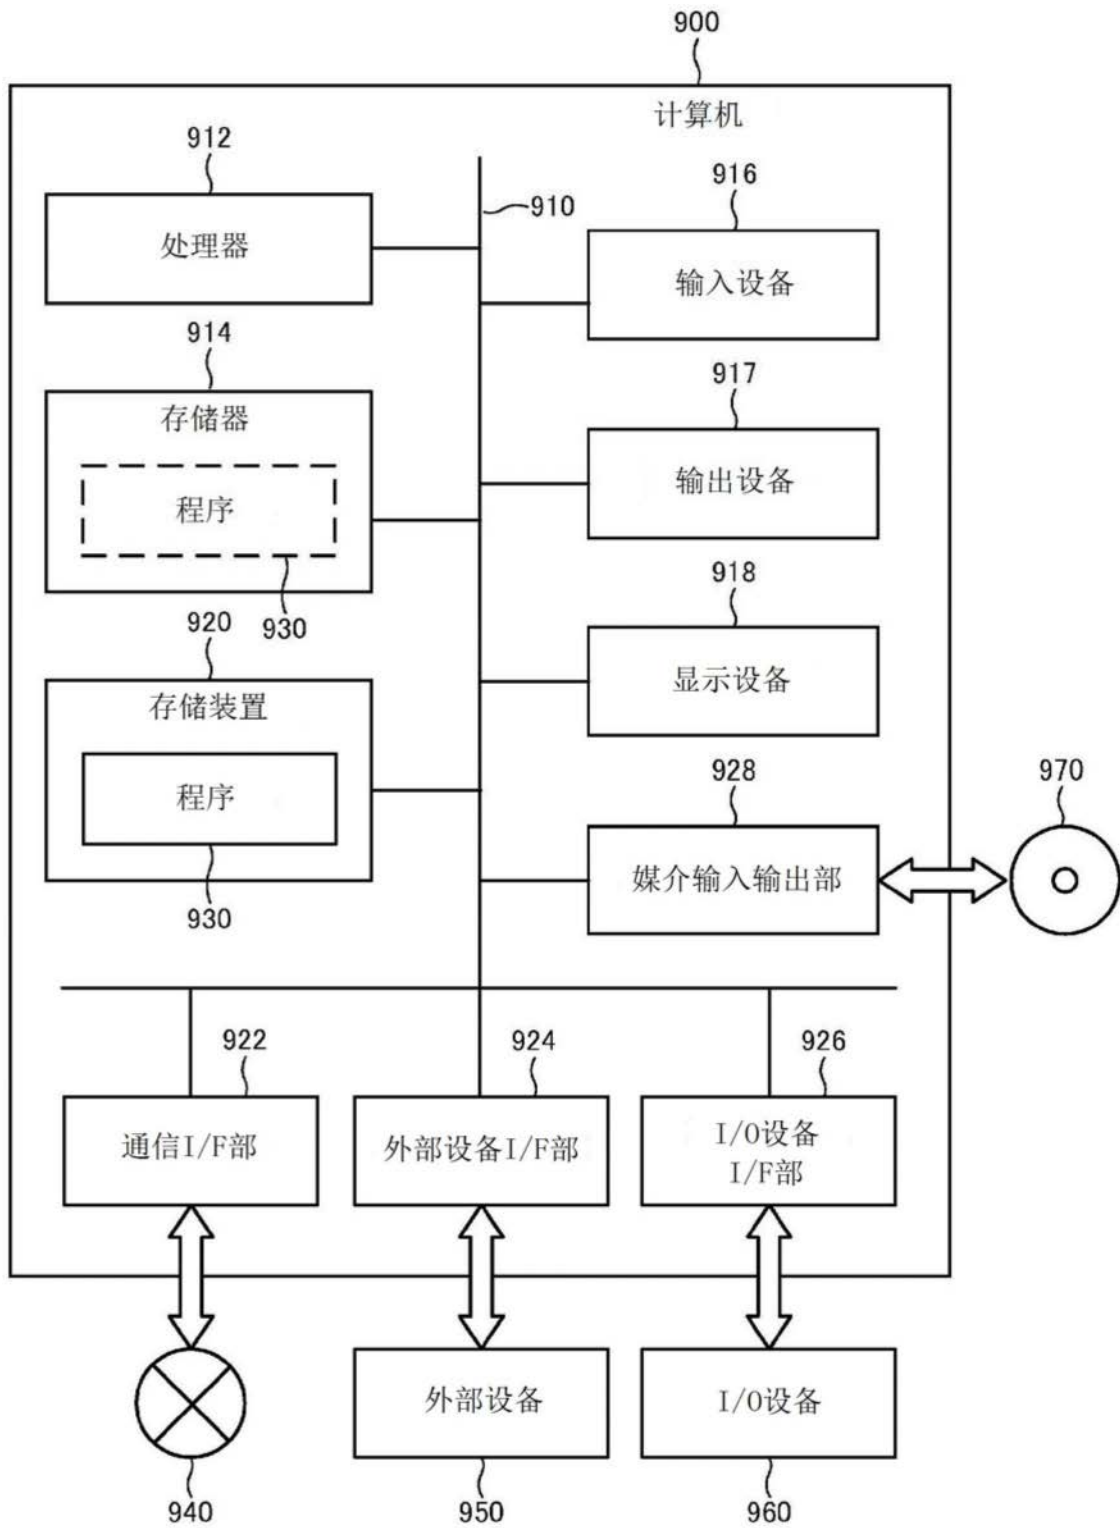 900
计算机
912
处理器
910
916
输入设备
914
存储器
程序
930
917
输出设备
920
存储装置
程序
930
918
显示设备
928
媒介输入输出部
970
922
通信I/F部
924
外部设备I/F部
926
I/O设备
I/F部
940
外部设备
950
I/O设备
960